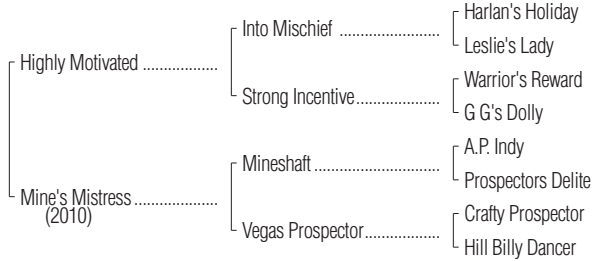 Harlan's Holiday
Into Mischief ....................
Leslie's Lady
Highly Motivated ...............
Warrior's Reward
Strong Incentive.................
G G's Dolly
A.P. Indy
Mineshaft .........................
Prospectors Delite
Mine's Mistress .................
(2010)
Crafty Prospector
Vegas Prospector...............
Hill Billy Dancer